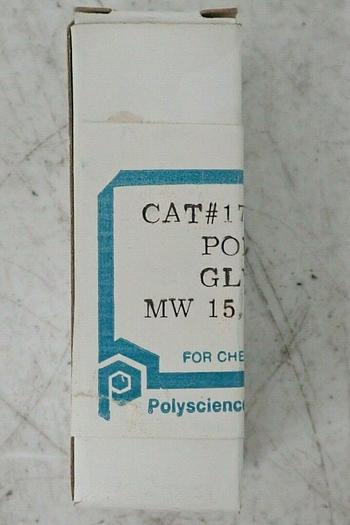 CAT#17
PO
GL
MW 15,
FOR CHE
Polyscience